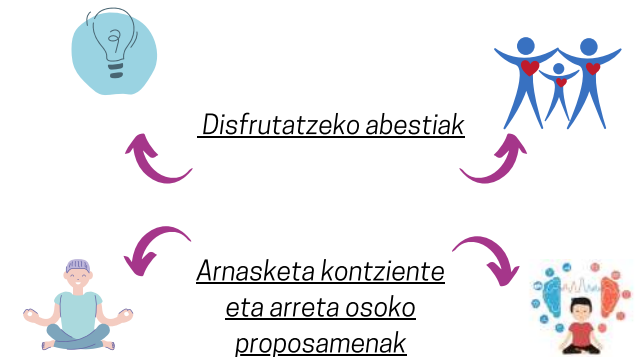 Disfrutatzeko abestiak
Arnasketa kontziente
eta arreta osoko
proposamenak